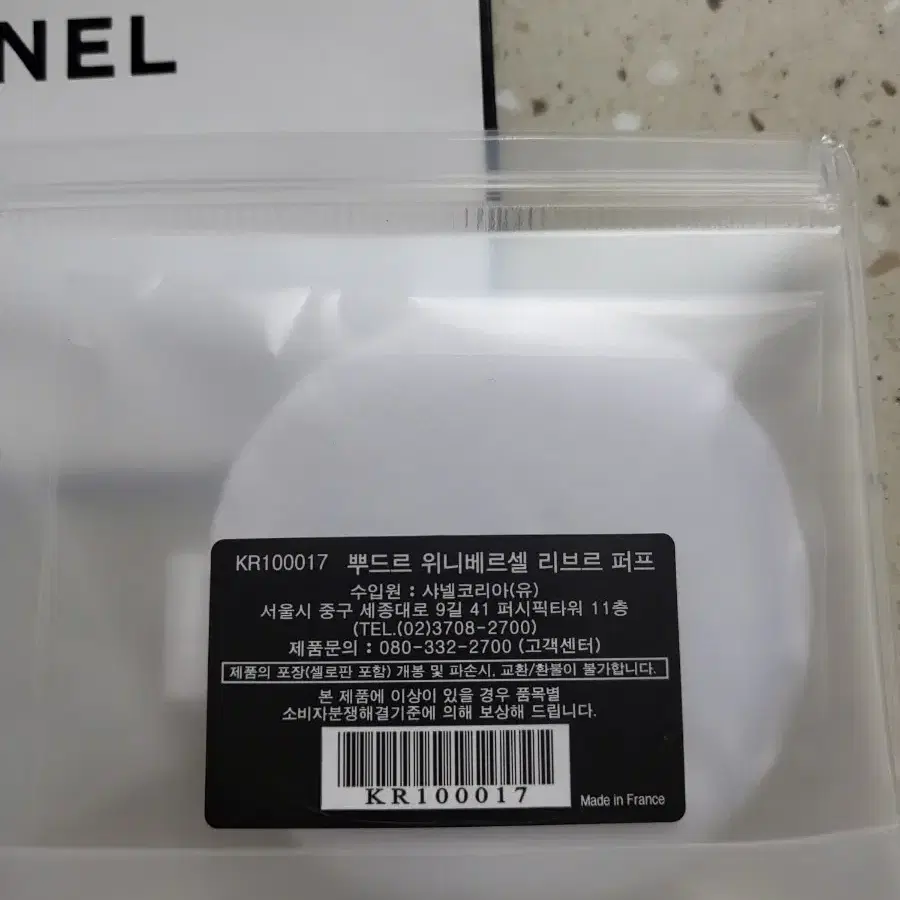 NEL
KR100017 뿌드르 위니베르셀 리브르 퍼프
수입원 : 샤넬코리아(유)
서울시 중구 세종대로 9길 41 퍼시픽타워 11층
(TEL.(02)3708-2700)
제품문의 : 080-332-2700 (고객센터)
제품의 포장(셀로판 포함) 개봉 및 파손시, 교환/환불이 불가합니다.
본 제품에 이상이 있을 경우 품목별
소비자분쟁해결기준에 의해 보상해 드립니다.
KR100017
Made in France